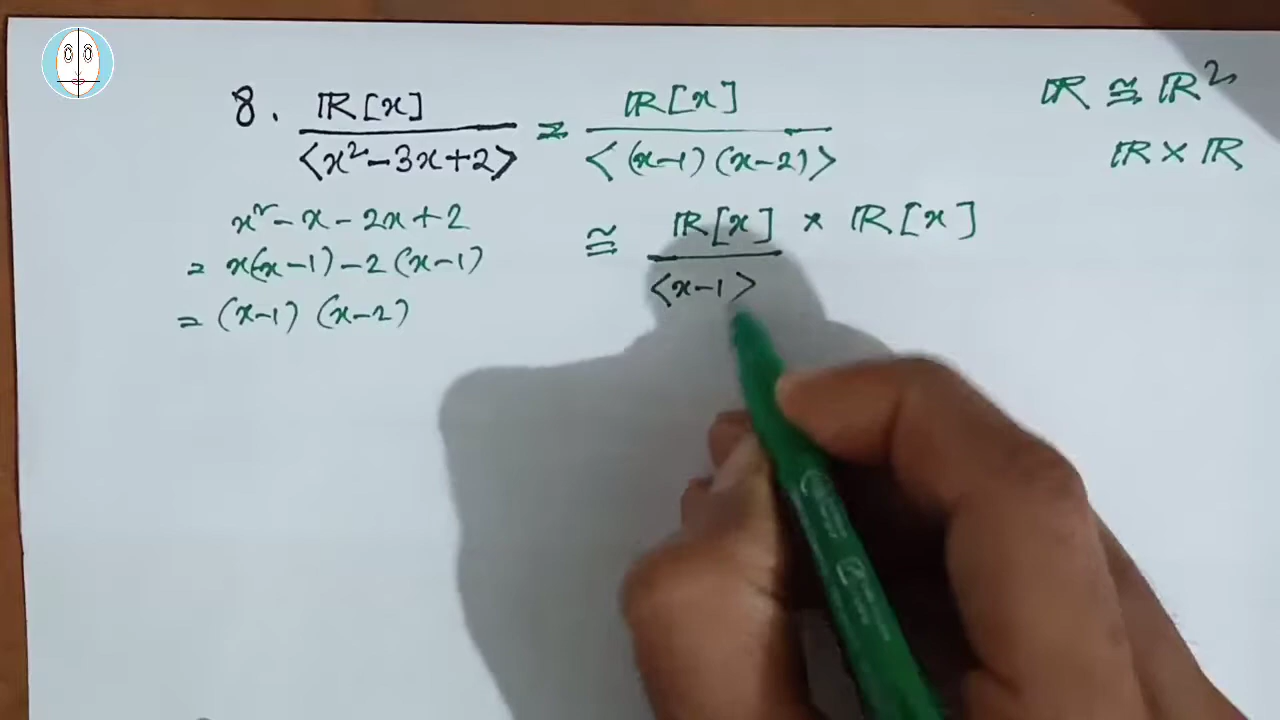 8. ℝ[x] / <x²-3x+2> = ℝ[x] / <(x-1)(x-2)>
ℝ ≅ ℝ²
ℝ × ℝ
x²-x-2x+2
= x(x-1)-2(x-1)
= (x-1)(x-2)
≅ ℝ[x] / <x-1> × ℝ[x]